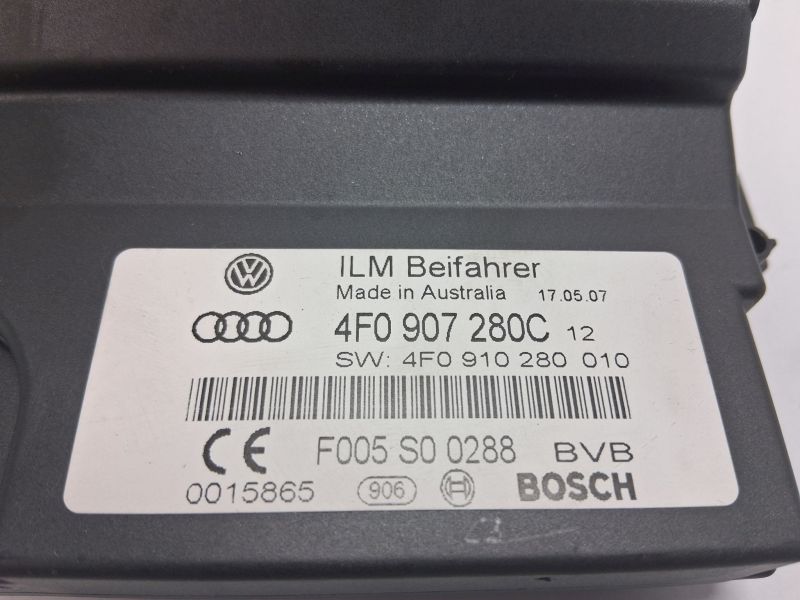 ILM Beifahrer
Made in Australia 17.05.07
4F0 907 280C 12
SW: 4F0 910 280 010
CE F005 S0 0288 BVB
0015865 906 BOSCH